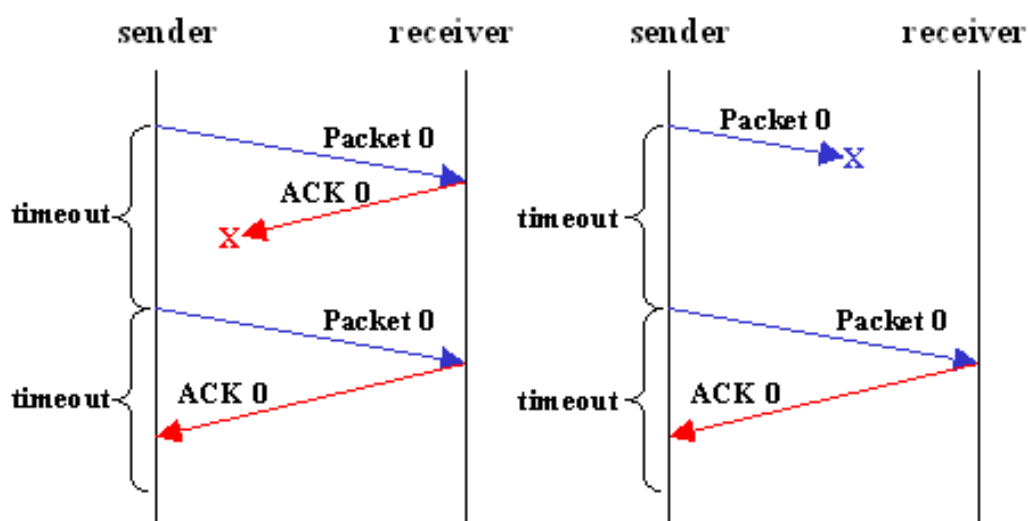 sender receiver sender receiver
Packet 0 Packet 0
X
ACK 0
timeout timeout
X
Packet 0 Packet 0
ACK 0 ACK 0
timeout timeout